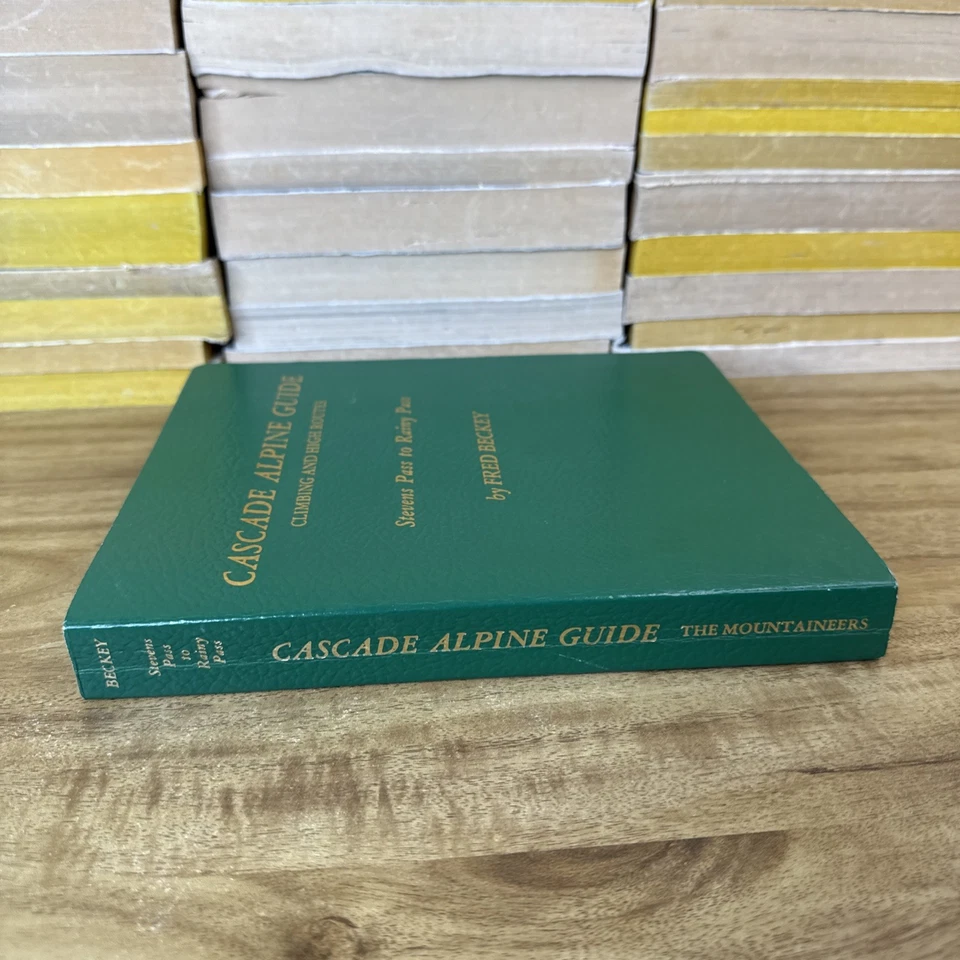 CASCADE ALPINE GUIDE
CLIMBING AND HIGH ROUTES
Stevens Pass to Rainy Pass
by FRED BECKEY
BECKEY
Stevens
Pass
to
Rainy
Pass
CASCADE ALPINE GUIDE
THE MOUNTAINEERS